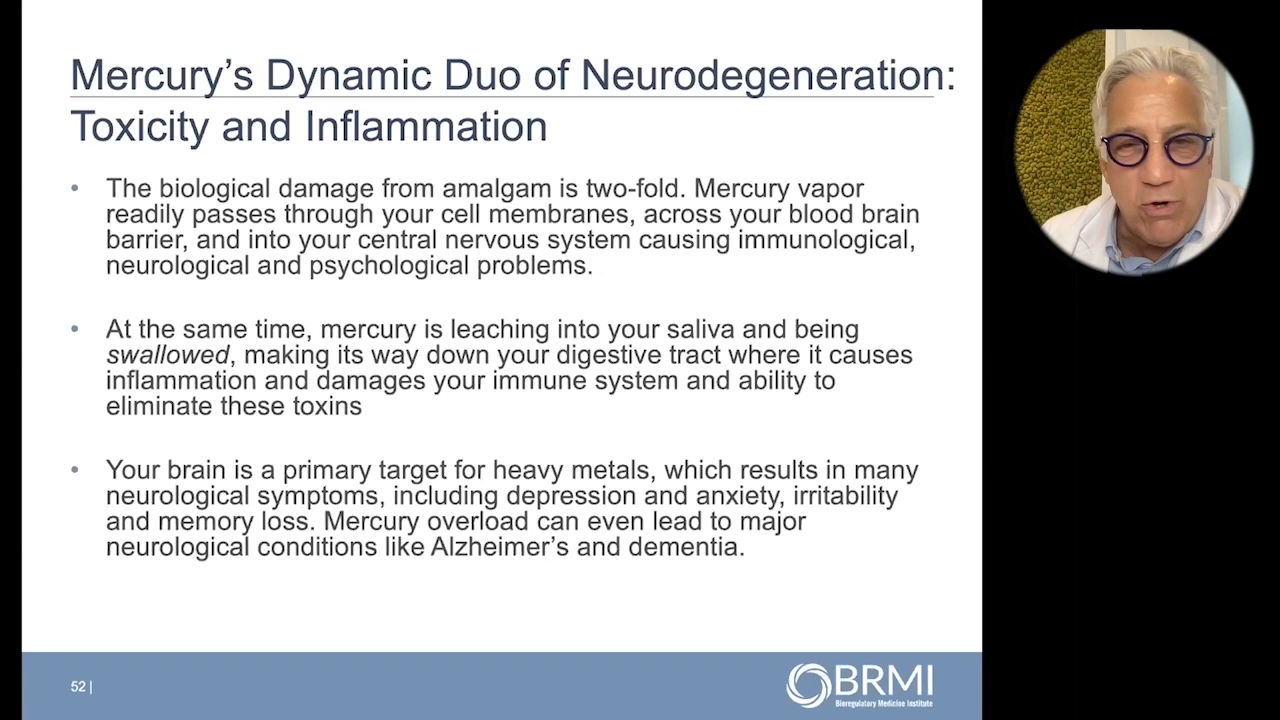 Mercury's Dynamic Duo of Neurodegeneration:
Toxicity and Inflammation
• The biological damage from amalgam is two-fold. Mercury vapor
readily passes through your cell membranes, across your blood brain
barrier, and into your central nervous system causing immunological,
neurological and psychological problems.
• At the same time, mercury is leaching into your saliva and being
swallowed, making its way down your digestive tract where it causes
inflammation and damages your immune system and ability to
eliminate these toxins
• Your brain is a primary target for heavy metals, which results in many
neurological symptoms, including depression and anxiety, irritability
and memory loss. Mercury overload can even lead to major
neurological conditions like Alzheimer's and dementia.
52 |
BRMI
Bioregulatory Medicine Institute